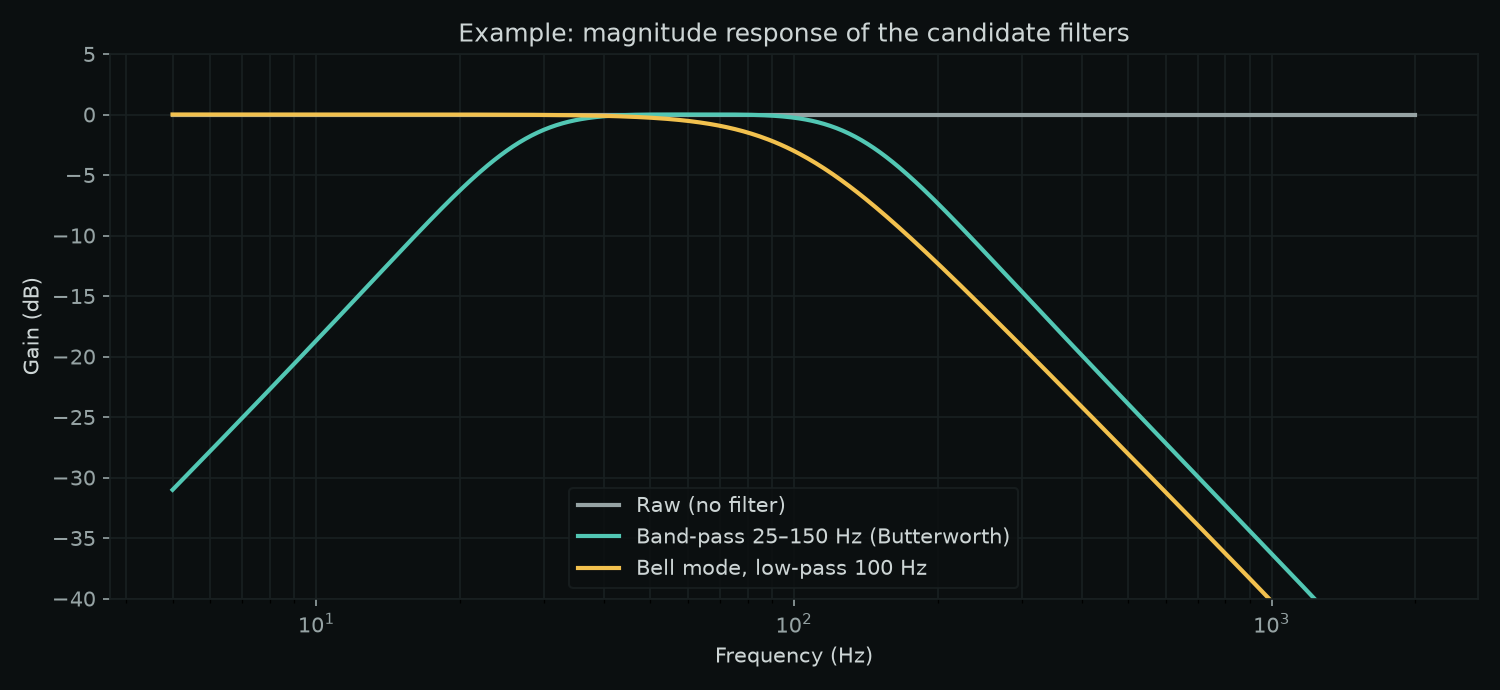 Example: magnitude response of the candidate filters
5
0
−5
−10
−15
−20
−25
−30
−35
−40
Gain (dB)
Raw (no filter)
Band-pass 25–150 Hz (Butterworth)
Bell mode, low-pass 100 Hz
10¹
10²
10³
Frequency (Hz)